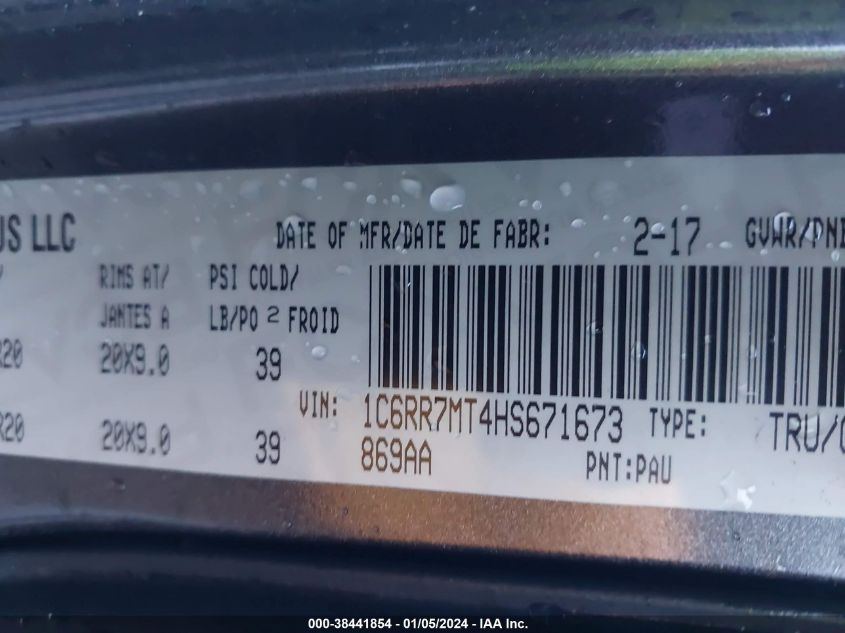 US LLC
DATE OF MFR/DATE DE FABR: 2-17 GVWR/PNB
RIMS AT/ PSI COLD/
JANTES A LB/PO 2 FROID
R20 20X9.0 39
VIN: 1C6RR7MT4HS671673 TYPE: TRU/
R20 20X9.0 39 869AA PNT:PAU
000-38441854 - 01/05/2024 - IAA Inc.